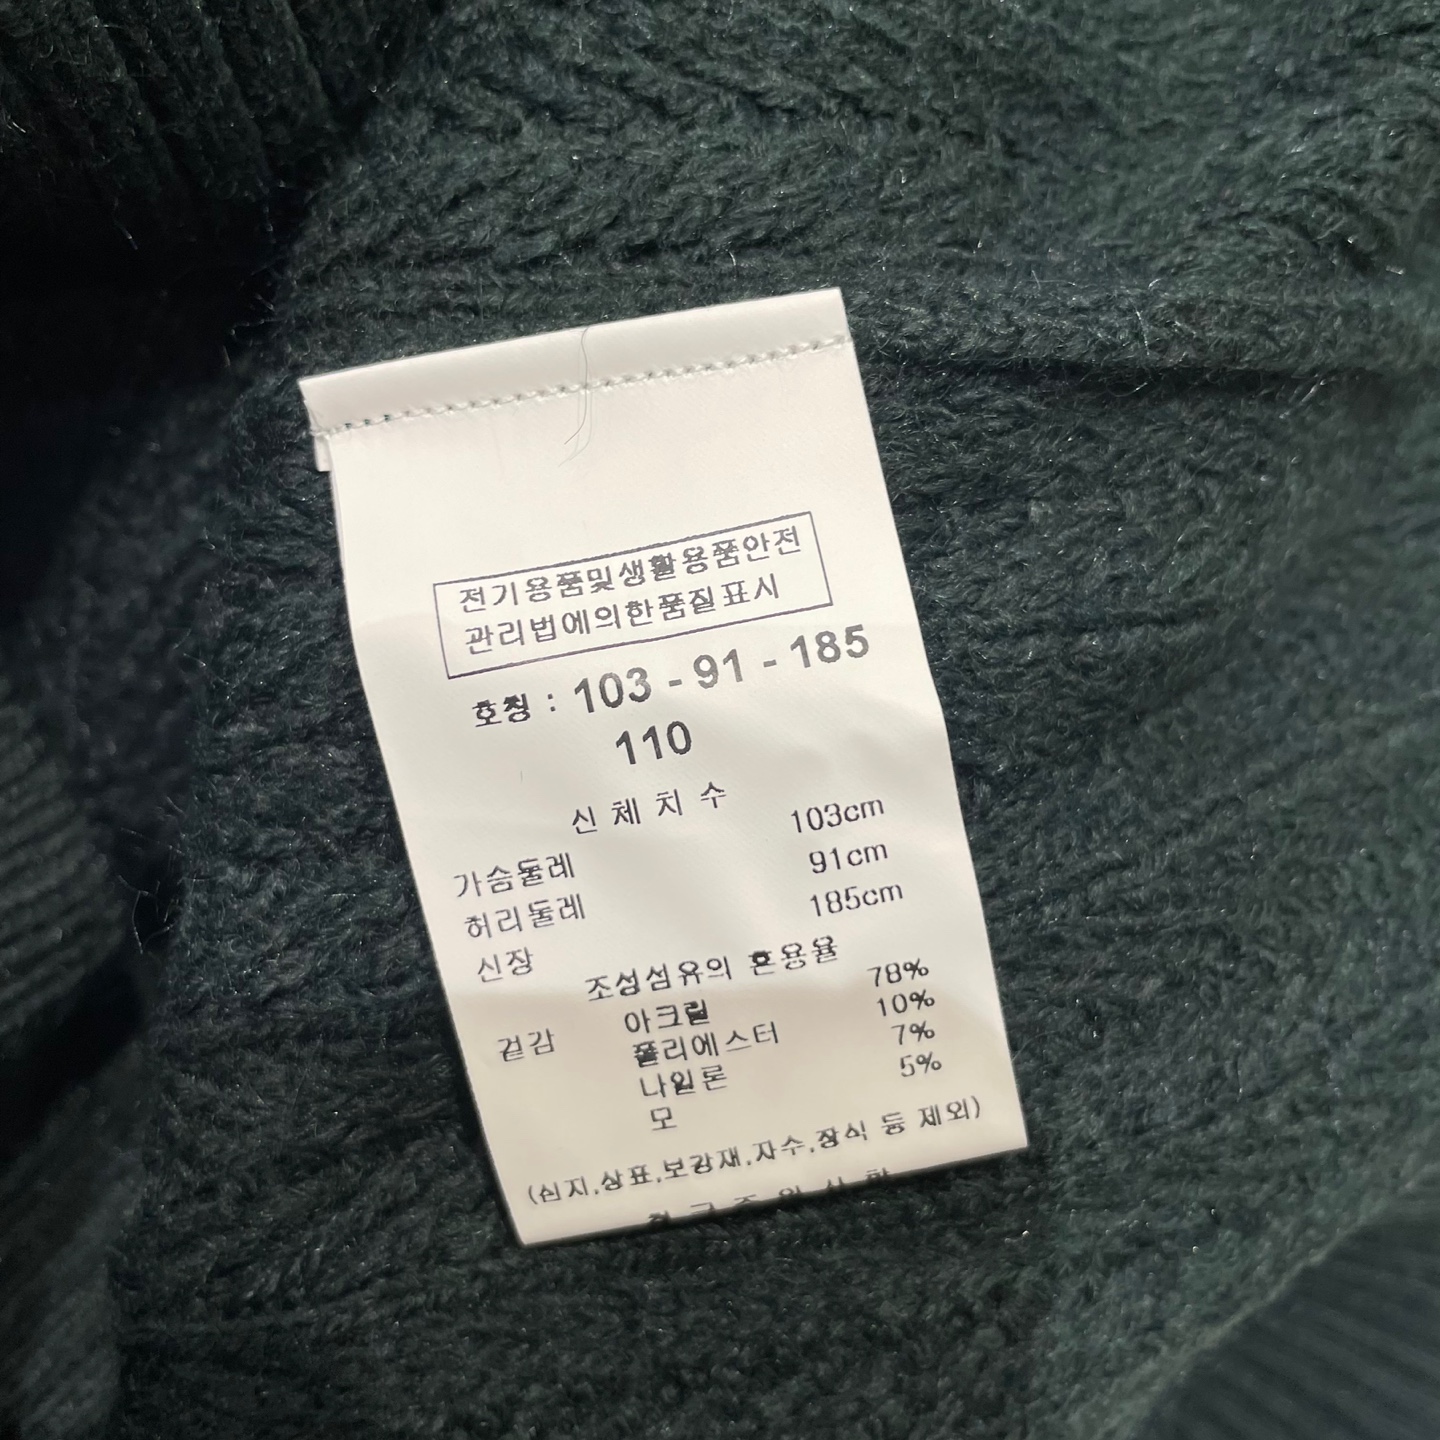 전기용품및생활용품안전
관리법에의한품질표시
호칭 : 103 - 91 - 185
110
신 체 치 수
가슴둘레 103cm
허리둘레 91cm
신장 185cm
조성섬유의 혼용율
겉감 아크릴 78%
폴리에스터 10%
나일론 7%
모 5%
(심지,상표,보강재,자수,장식 등 제외)